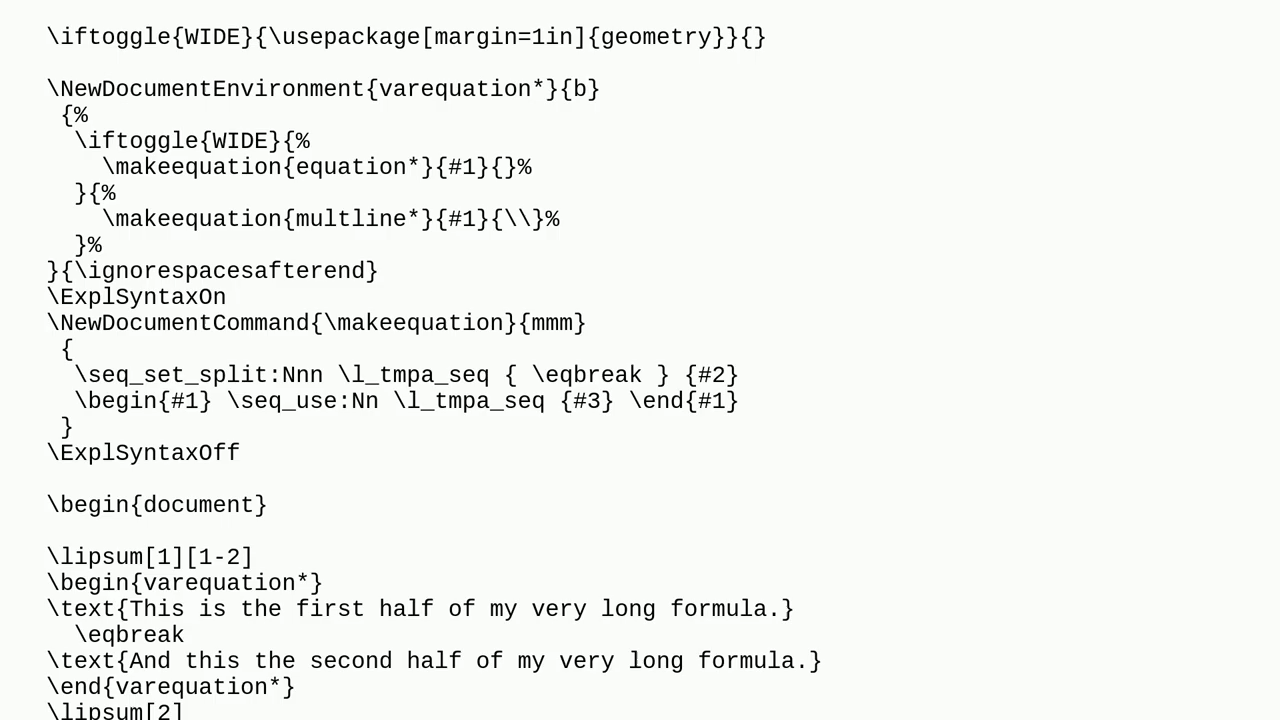 \iftoggle{WIDE}{\usepackage[margin=1in]{geometry}}{}

\NewDocumentEnvironment{varequation*}{b}
 {%
  \iftoggle{WIDE}{%
    \makeequation{equation*}{#1}{}%
  }{%
    \makeequation{multline*}{#1}{\\}%
  }%
}{\ignorespacesafterend}
\ExplSyntaxOn
\NewDocumentCommand{\makeequation}{mmm}
 {
  \seq_set_split:Nnn \l_tmpa_seq { \eqbreak } {#2}
  \begin{#1} \seq_use:Nn \l_tmpa_seq {#3} \end{#1}
 }
\ExplSyntaxOff

\begin{document}

\lipsum[1][1-2]
\begin{varequation*}
\text{This is the first half of my very long formula.}
  \eqbreak
\text{And this the second half of my very long formula.}
\end{varequation*}
\lipsum[2]